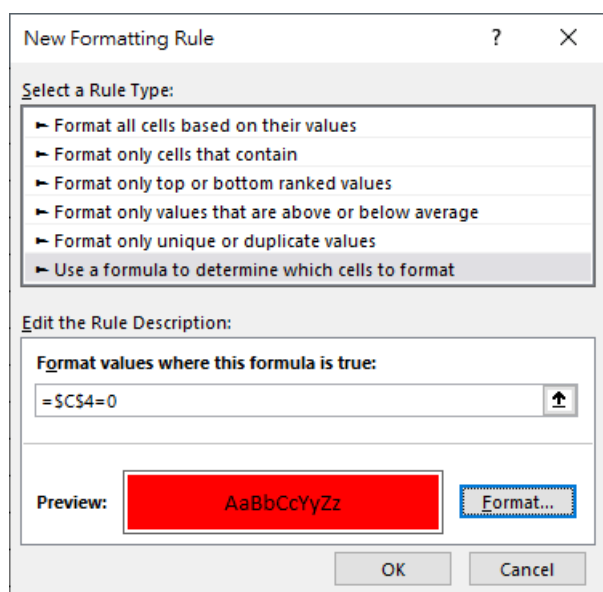 New Formatting Rule ? ×
Select a Rule Type:
► Format all cells based on their values
► Format only cells that contain
► Format only top or bottom ranked values
► Format only values that are above or below average
► Format only unique or duplicate values
► Use a formula to determine which cells to format
Edit the Rule Description:
Format values where this formula is true:
=$C$4=0
Preview: AaBbCcYyZz Format...
OK Cancel